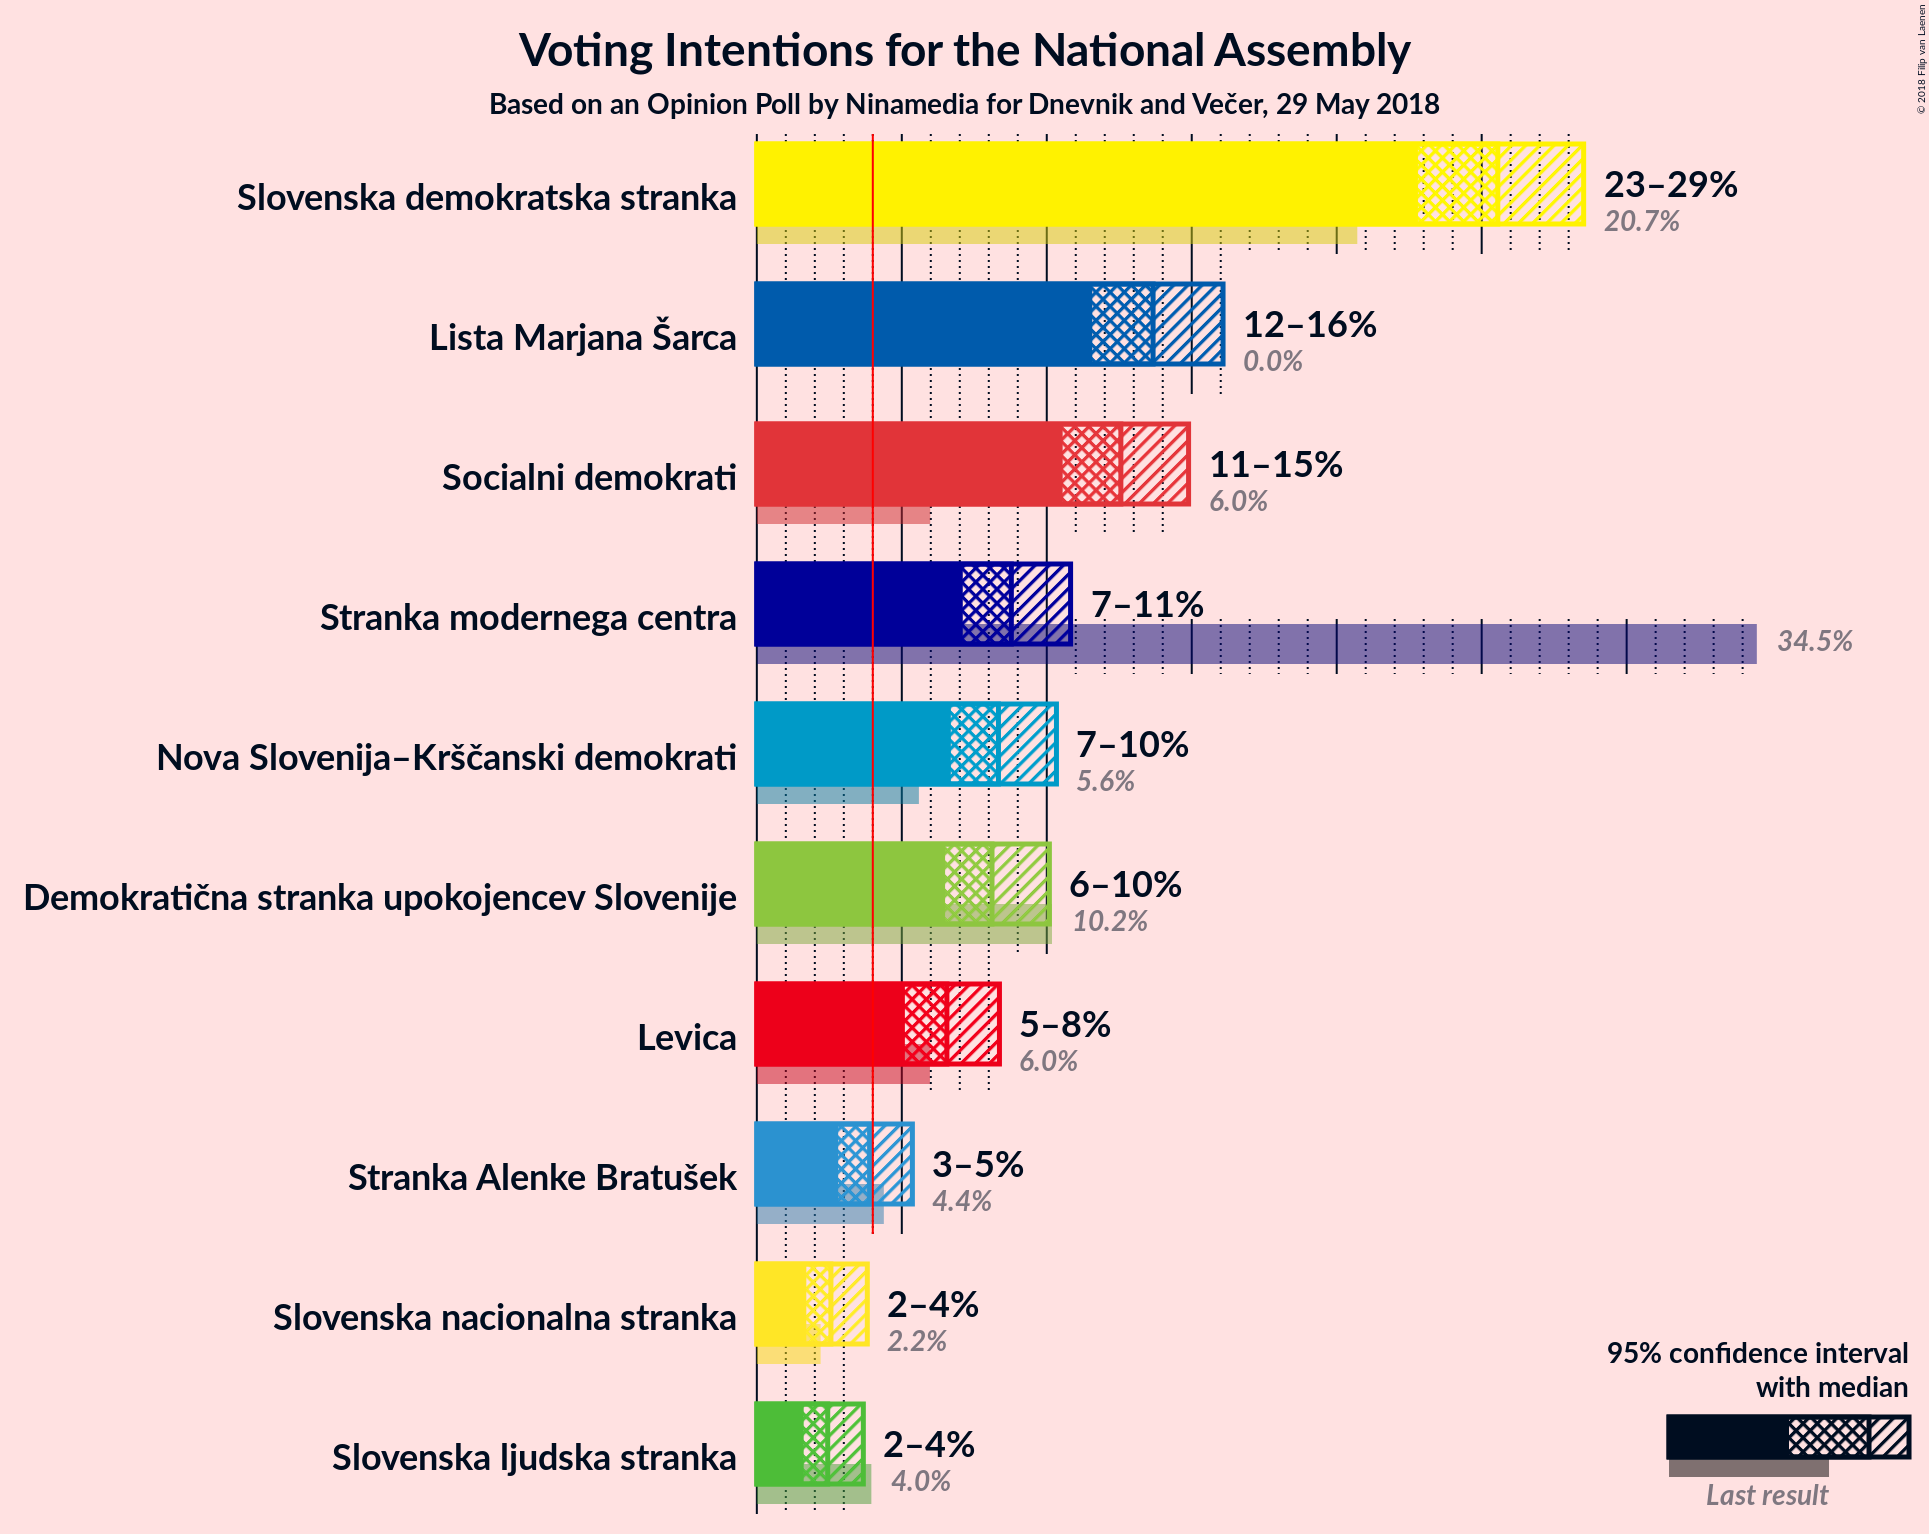 Voting Intentions for the National Assembly
Based on an Opinion Poll by Ninamedia for Dnevnik and Večer, 29 May 2018
© 2018 Filip van Laenen
Slovenska demokratska stranka
23–29%
20.7%
Lista Marjana Šarca
12–16%
0.0%
Socialni demokrati
11–15%
6.0%
Stranka modernega centra
7–11%
34.5%
Nova Slovenija–Krščanski demokrati
7–10%
5.6%
Demokratična stranka upokojencev Slovenije
6–10%
10.2%
Levica
5–8%
6.0%
Stranka Alenke Bratušek
3–5%
4.4%
Slovenska nacionalna stranka
2–4%
2.2%
Slovenska ljudska stranka
2–4%
4.0%
95% confidence interval
with median
Last result